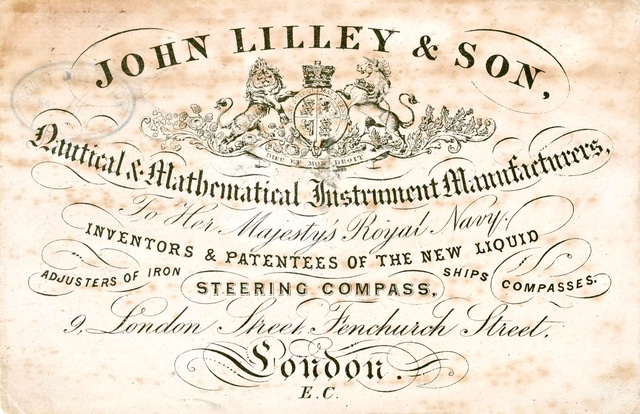 JOHN LILLEY & SON,
DIEU ET MON DROIT
Nautical & Mathematical Instrument Manufacturers,
To Her Majesty's Royal Navy.
INVENTORS & PATENTEES OF THE NEW LIQUID
ADJUSTERS OF IRON STEERING COMPASS, SHIPS COMPASSES.
9, London Street, Fenchurch Street.
London.
E.C.